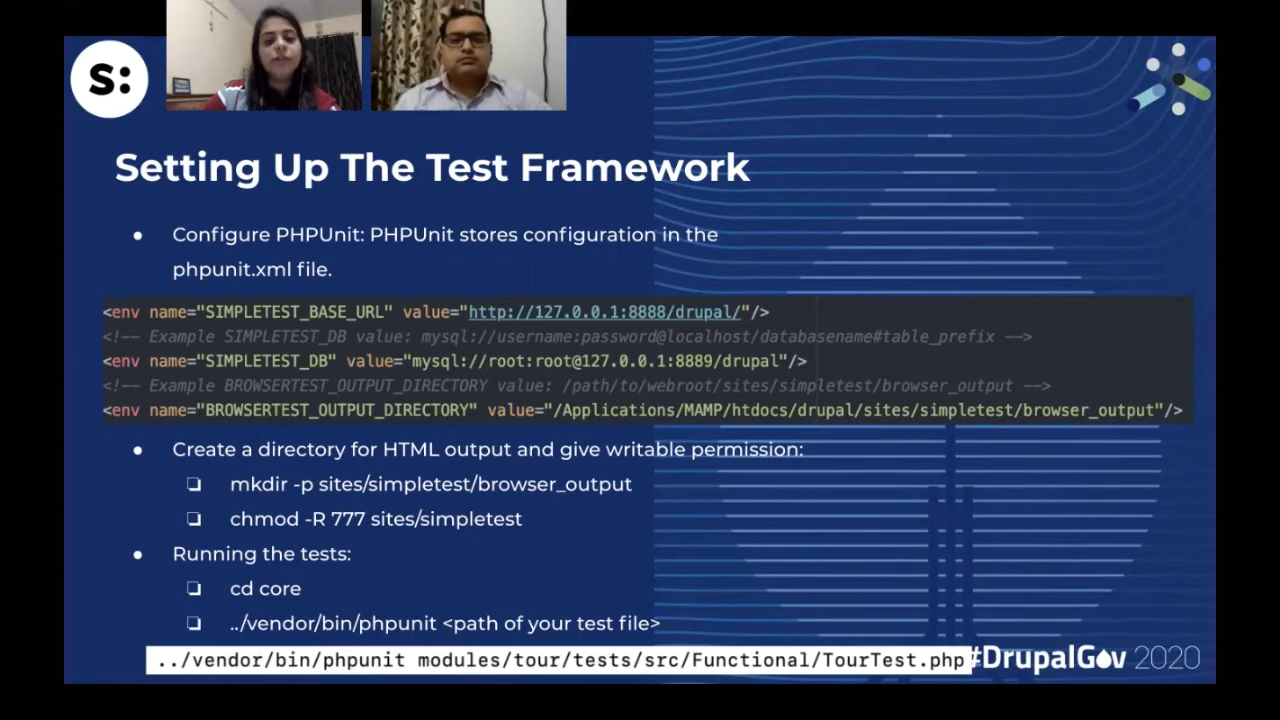 S:
Setting Up The Test Framework
● Configure PHPUnit: PHPUnit stores configuration in the
phpunit.xml file.
<env name="SIMPLETEST_BASE_URL" value="http://127.0.0.1:8888/drupal/"/>
<!-- Example SIMPLETEST_DB value: mysql://username:password@localhost/databasename#table_prefix -->
<env name="SIMPLETEST_DB" value="mysql://root:root@127.0.0.1:8889/drupal"/>
<!-- Example BROWSERTEST_OUTPUT_DIRECTORY value: /path/to/webroot/sites/simpletest/browser_output -->
<env name="BROWSERTEST_OUTPUT_DIRECTORY" value="/Applications/MAMP/htdocs/drupal/sites/simpletest/browser_output"/>
● Create a directory for HTML output and give writable permission:
❏ mkdir -p sites/simpletest/browser_output
❏ chmod -R 777 sites/simpletest
● Running the tests:
❏ cd core
❏ ../vendor/bin/phpunit <path of your test file>
../vendor/bin/phpunit modules/tour/tests/src/Functional/TourTest.php
#DrupalGov 2020